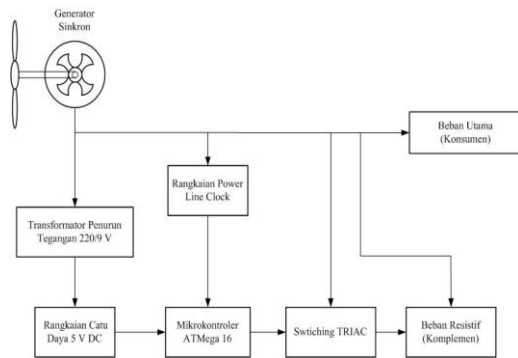 Generator
Sinkron
Beban Utama
(Konsumen)
Rangkaian Power
Line Clock
Transformator Penurun
Tegangan 220/9 V
Rangkaian Catu
Daya 5 V DC
Mikrokontroler
ATMega 16
Swtiching TRIAC
Beban Resistif
(Komplemen)